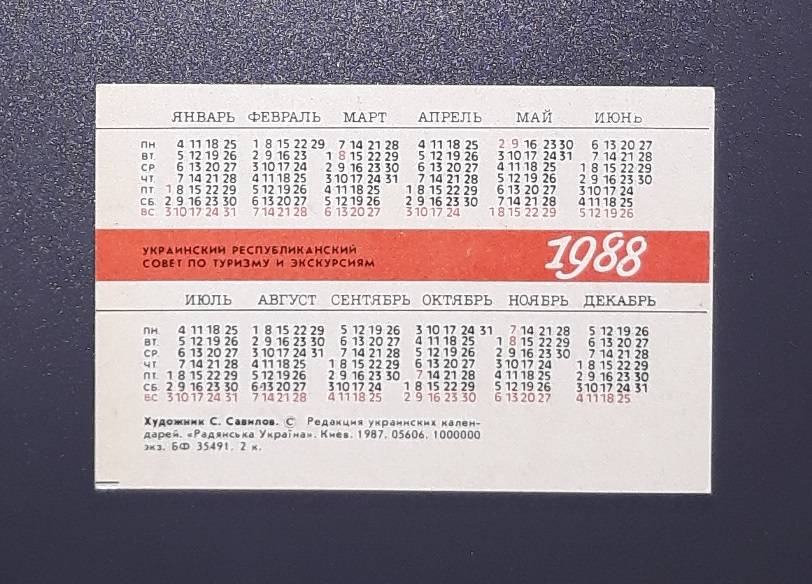 ЯНВАРЬ ФЕВРАЛЬ МАРТ АПРЕЛЬ МАЙ ИЮНЬ
ПН 4 11 18 25 1 8 15 22 29 7 14 21 28 4 11 18 25 2 9 16 23 30 6 13 20 27
ВТ. 5 12 19 26 2 9 16 23 1 8 15 22 29 5 12 19 26 3 10 17 24 31 7 14 21 28
СР 6 13 20 27 3 10 17 24 2 9 16 23 30 6 13 20 27 4 11 18 25 1 8 15 22 29
ЧТ. 7 14 21 28 4 11 18 25 3 10 17 24 31 7 14 21 28 5 12 19 26 2 9 16 23 30
ПТ 1 8 15 22 29 5 12 19 26 4 11 18 25 1 8 15 22 29 6 13 20 27 3 10 17 24
СБ. 2 9 16 23 30 6 13 20 27 5 12 19 26 2 9 16 23 30 7 14 21 28 4 11 18 25
ВС 3 10 17 24 31 7 14 21 28 6 13 20 27 3 10 17 24 1 8 15 22 29 5 12 19 26
УКРАИНСКИЙ РЕСПУБЛИКАНСКИЙ
СОВЕТ ПО ТУРИЗМУ И ЭКСКУРСИЯМ
1988
ИЮЛЬ АВГУСТ СЕНТЯБРЬ ОКТЯБРЬ НОЯБРЬ ДЕКАБРЬ
ПН. 4 11 18 25 1 8 15 22 29 5 12 19 26 3 10 17 24 31 7 14 21 28 5 12 19 26
ВТ. 5 12 19 26 2 9 16 23 30 6 13 20 27 4 11 18 25 1 8 15 22 29 6 13 20 27
СР. 6 13 20 27 3 10 17 24 31 7 14 21 28 5 12 19 26 2 9 16 23 30 7 14 21 28
ЧТ. 7 14 21 28 4 11 18 25 1 8 15 22 29 6 13 20 27 3 10 17 24 1 8 15 22 29
ПТ. 1 8 15 22 29 5 12 19 26 2 9 16 23 30 7 14 21 28 4 11 18 25 2 9 16 23 30
СБ. 2 9 16 23 30 6 13 20 27 3 10 17 24 1 8 15 22 29 5 12 19 26 3 10 17 24 31
ВС 3 10 17 24 31 7 14 21 28 4 11 18 25 2 9 16 23 30 6 13 20 27 4 11 18 25
Художник С. Савилов. © Редакция украинских кален-
дарей. «Радянська Україна». Киев. 1987. 05606. 1000000
экз. БФ 35491. 2 к.